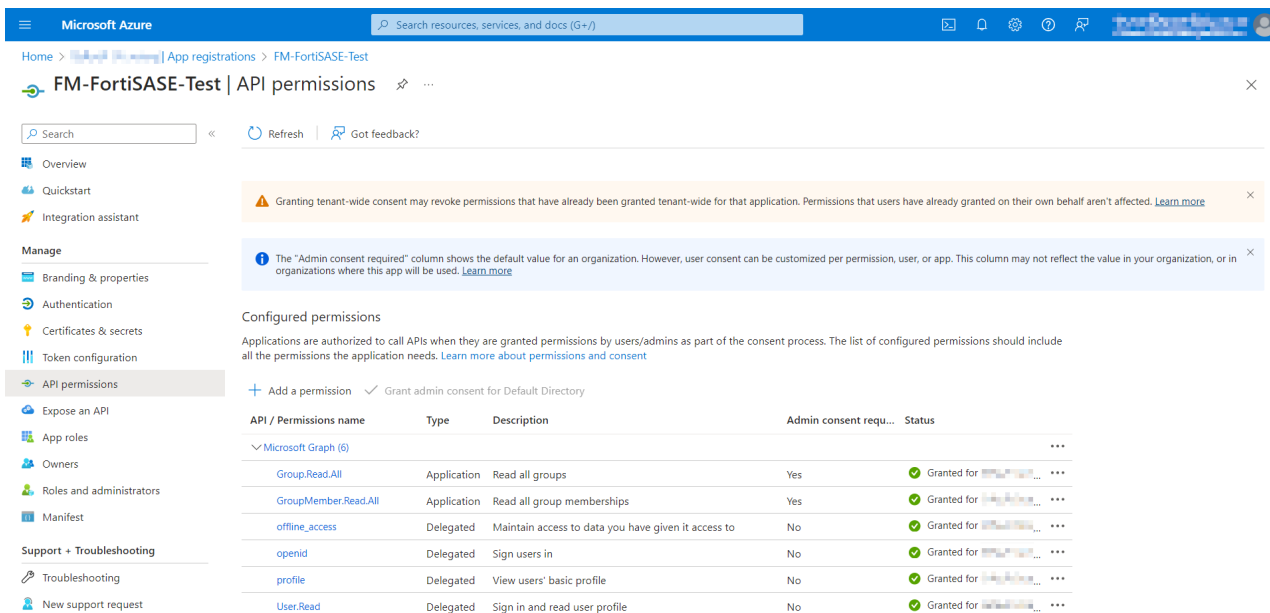 Microsoft Azure
Search resources, services, and docs (G+/)
Home > | App registrations > FM-FortiSASE-Test
FM-FortiSASE-Test | API permissions
Search
Refresh
Got feedback?
Overview
Quickstart
Integration assistant
Granting tenant-wide consent may revoke permissions that have already been granted tenant-wide for that application. Permissions that users have already granted on their own behalf aren't affected. Learn more
Manage
Branding & properties
Authentication
Certificates & secrets
Token configuration
API permissions
Expose an API
App roles
Owners
Roles and administrators
Manifest
Support + Troubleshooting
Troubleshooting
New support request
The "Admin consent required" column shows the default value for an organization. However, user consent can be customized per permission, user, or app. This column may not reflect the value in your organization, or in
organizations where this app will be used. Learn more
Configured permissions
Applications are authorized to call APIs when they are granted permissions by users/admins as part of the consent process. The list of configured permissions should include
all the permissions the application needs. Learn more about permissions and consent
Add a permission Grant admin consent for Default Directory
API / Permissions name Type Description Admin consent requ... Status
Microsoft Graph (6)
Group.Read.All Application Read all groups Yes Granted for ...
GroupMember.Read.All Application Read all group memberships Yes Granted for ...
offline_access Delegated Maintain access to data you have given it access to No Granted for ...
openid Delegated Sign users in No Granted for ...
profile Delegated View users' basic profile No Granted for ...
User.Read Delegated Sign in and read user profile No Granted for ...